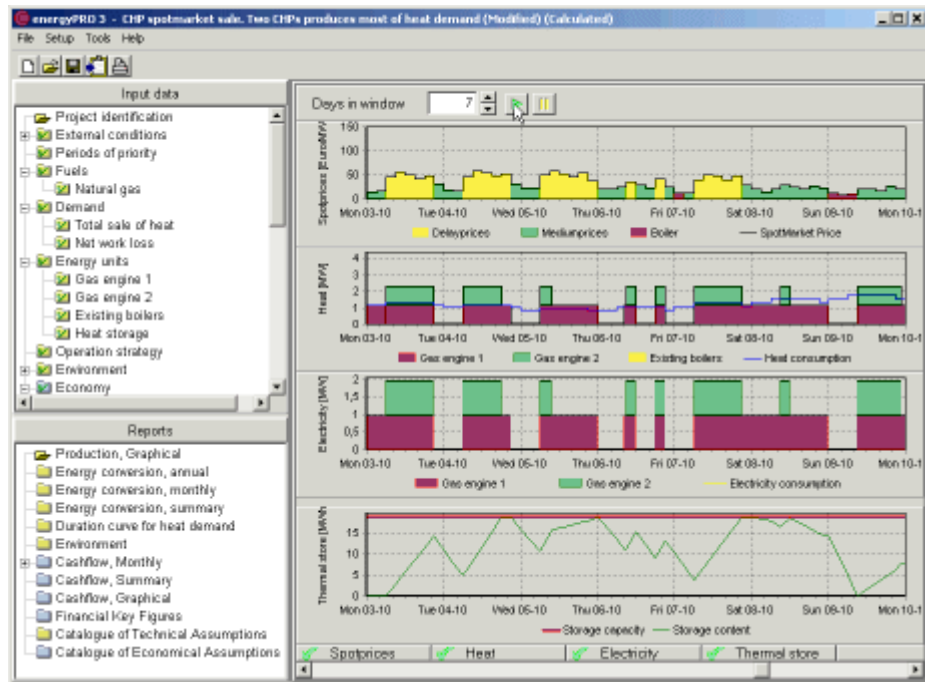 energyPRO 3 - CHP spotmarket sale. Two CHPs produces most of heat demand (Modified) (Calculated)
File Setup Tools Help
Input data
Project identification
External conditions
Periods of priority
Fuels
Natural gas
Demand
Total sale of heat
Net work loss
Energy units
Gas engine 1
Gas engine 2
Existing boilers
Heat storage
Operation strategy
Environment
Economy
Reports
Production, Graphical
Energy conversion, annual
Energy conversion, monthly
Energy conversion, summary
Duration curve for heat demand
Environment
Cashflow, Monthly
Cashflow, Summary
Cashflow, Graphical
Financial Key Figures
Catalogue of Technical Assumptions
Catalogue of Economical Assumptions
Days in window 7
Spotprices [Euro/MW
150
100
50
0
Mon 03-10 Tue 04-10 Wed 05-10 Thu 06-10 Fri 07-10 Sat 08-10 Sun 09-10 Mon 10-1
Delayprices Mediumprices Boiler SpotMarket Price
Heat [MW]
4
3
2
1
0
Mon 03-10 Tue 04-10 Wed 05-10 Thu 06-10 Fri 07-10 Sat 08-10 Sun 09-10 Mon 10-1
Gas engine 1 Gas engine 2 Existing boilers Heat consumption
Electricity [MW]
2
1,5
1
0,5
0
Mon 03-10 Tue 04-10 Wed 05-10 Thu 06-10 Fri 07-10 Sat 08-10 Sun 09-10 Mon 10-1
Gas engine 1 Gas engine 2 Electricity consumption
Thermal store [MWh
15
10
5
0
Mon 03-10 Tue 04-10 Wed 05-10 Thu 06-10 Fri 07-10 Sat 08-10 Sun 09-10 Mon 10-1
Storage capacity Storage content
Spotprices Heat Electricity Thermal store